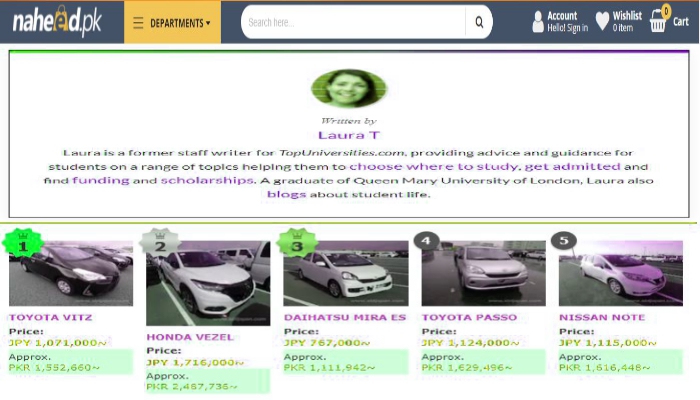 naheed.pk
DEPARTMENTS
Search here...
Account
Hello! Sign in
Wishlist
0 item
0
Cart
Written by
Laura T
Laura is a former staff writer for TopUniversities.com, providing advice and guidance for
students on a range of topics helping them to choose where to study, get admitted and
find funding and scholarships. A graduate of Queen Mary University of London, Laura also
blogs about student life.
1
2
3
4
5
TOYOTA VITZ
Price:
JPY 1,071,000~
Approx.
PKR 1,552,660~
HONDA VEZEL
Price:
JPY 1,716,000~
Approx.
PKR 2,487,736~
DAIHATSU MIRA ES
Price:
JPY 767,000~
Approx.
PKR 1,111,942~
TOYOTA PASSO
Price:
JPY 1,124,000~
Approx.
PKR 1,629,496~
NISSAN NOTE
Price:
JPY 1,115,000~
Approx.
PKR 1,616,448~